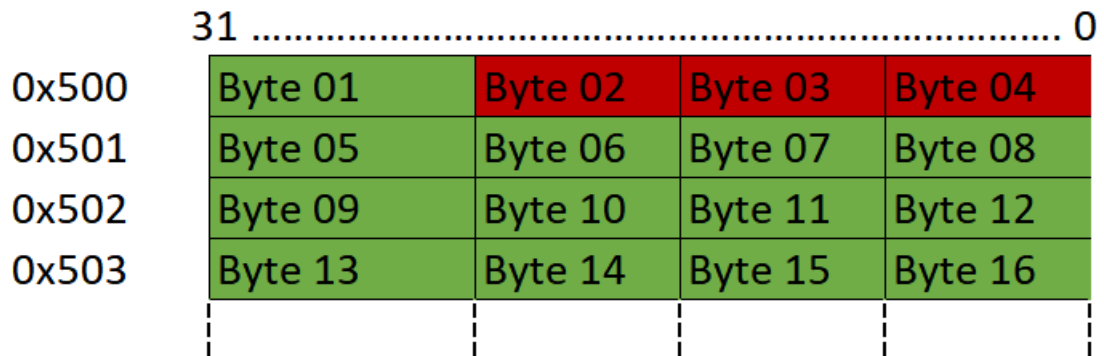 31 ........................................................................ 0
0x500 Byte 01 Byte 02 Byte 03 Byte 04
0x501 Byte 05 Byte 06 Byte 07 Byte 08
0x502 Byte 09 Byte 10 Byte 11 Byte 12
0x503 Byte 13 Byte 14 Byte 15 Byte 16